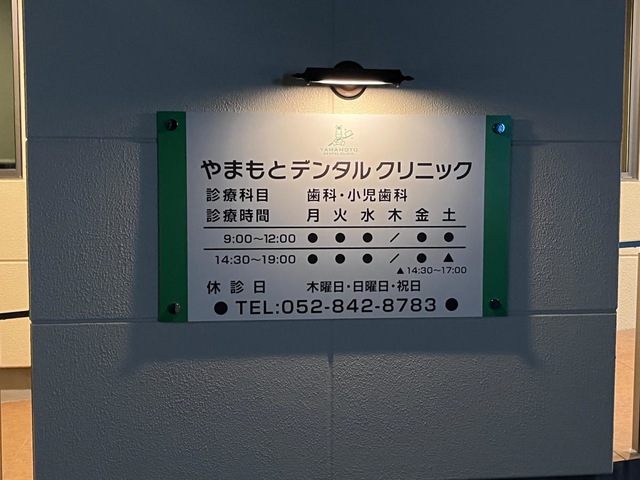 YAMAMOTO
DENTAL CLINIC
やまもとデンタルクリニック
診療科目 歯科・小児歯科
診療時間 月 火 水 木 金 土
9:00～12:00 ● ● ● ／ ● ●
14:30～19:00 ● ● ● ／ ● ▲
▲14:30～17:00
休診日 木曜日・日曜日・祝日
● TEL:052-842-8783 ●